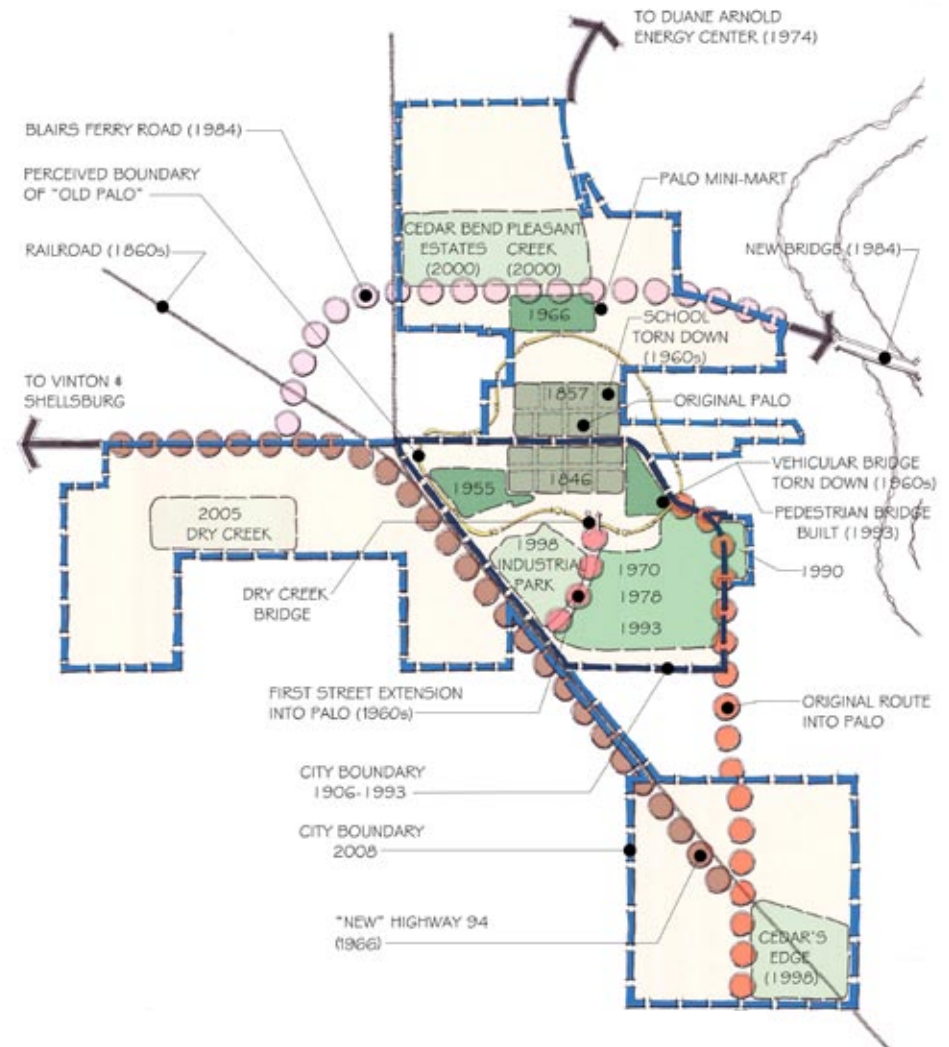 TO DUANE ARNOLD
ENERGY CENTER (1974)
BLAIRS FERRY ROAD (1984)
PERCEIVED BOUNDARY
OF "OLD PALO"
PALO MINI-MART
RAILROAD (1860s)
CEDAR BEND
ESTATES
(2000)
PLEASANT
CREEK
(2000)
NEW BRIDGE (1984)
1966
SCHOOL
TORN DOWN
(1960s)
TO VINTON &
SHELLSBURG
1857
ORIGINAL PALO
1846
1955
VEHICULAR BRIDGE
TORN DOWN (1960s)
PEDESTRIAN BRIDGE
BUILT (1993)
2005
DRY CREEK
1998
INDUSTRIAL
PARK
1970
1978
1993
1990
DRY CREEK
BRIDGE
FIRST STREET EXTENSION
INTO PALO (1960s)
ORIGINAL ROUTE
INTO PALO
CITY BOUNDARY
1906-1993
CITY BOUNDARY
2008
"NEW" HIGHWAY 94
(1966)
CEDAR'S
EDGE
(1998)